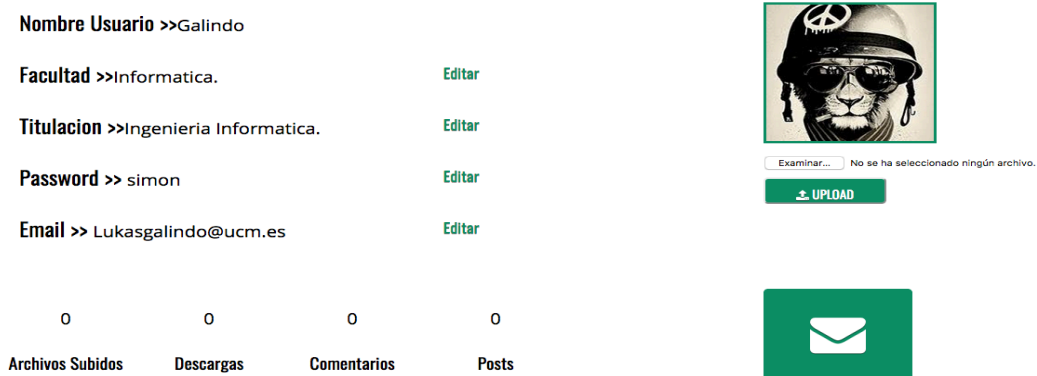 Nombre Usuario >>Galindo
Facultad >>Informatica.
Editar
Titulacion >>Ingenieria Informatica.
Editar
Password >> simon
Editar
Email >> Lukasgalindo@ucm.es
Editar
Examinar... No se ha seleccionado ningún archivo.
UPLOAD
0 0 0 0
Archivos Subidos Descargas Comentarios Posts